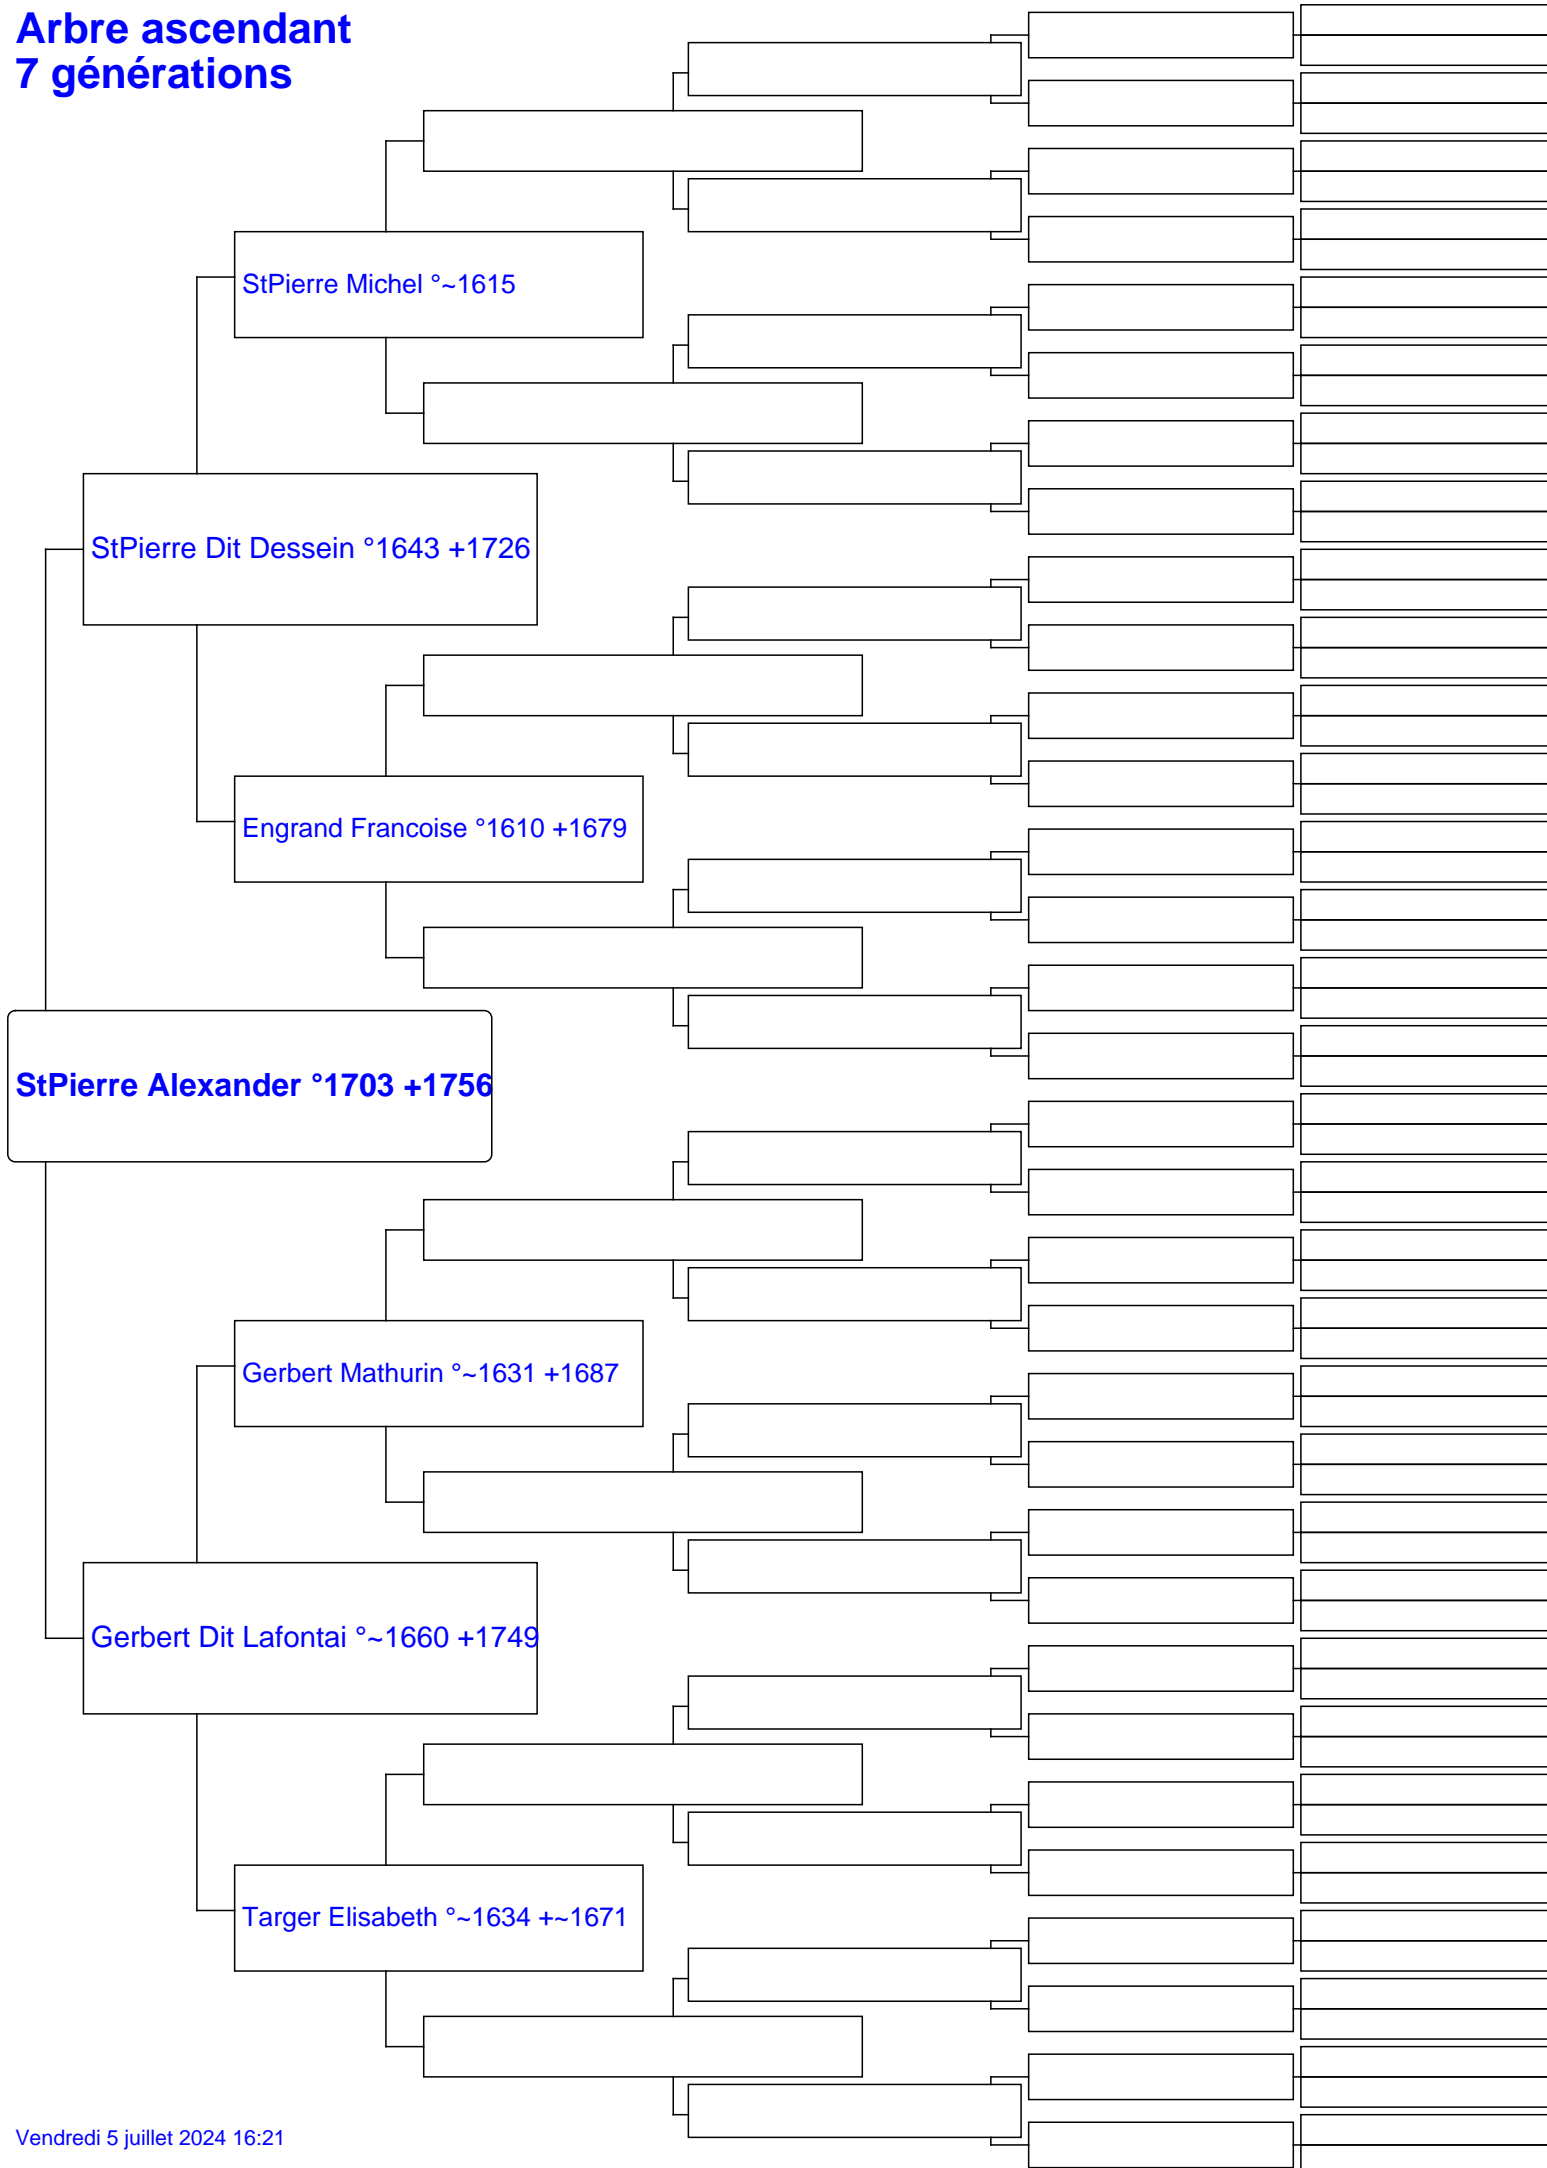 Arbre ascendant
7 générations
StPierre Michel °~1615
StPierre Dit Dessein °1643 +1726
Engrand Francoise °1610 +1679
StPierre Alexander °1703 +1756
Gerbert Mathurin °~1631 +1687
Gerbert Dit Lafontai °~1660 +1749
Targer Elisabeth °~1634 +~1671
Vendredi 5 juillet 2024 16:21